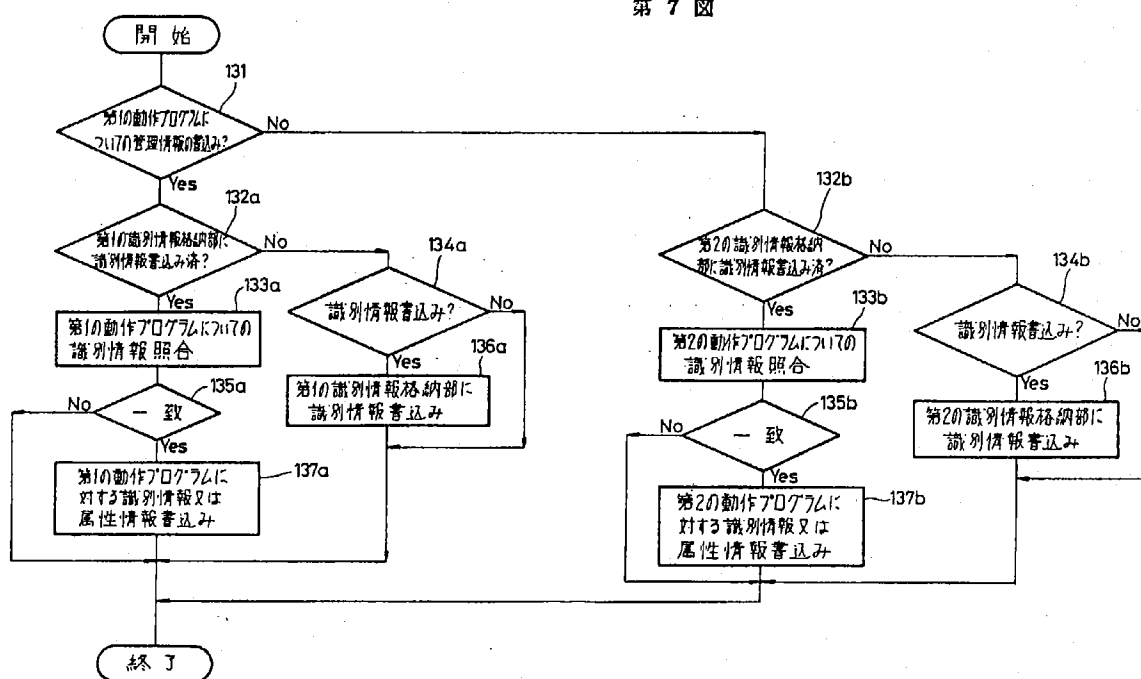 第 7 図
開 始
131
第1の動作プログラムに
ついての管理情報の書込み?
No
Yes
132a
第1の識別情報格納部に
識別情報書込み済?
No
Yes
133a
第1の動作プログラムについての
識別情報照合
135a
一 致
No
Yes
137a
第1の動作プログラムに
対する識別情報又は
属性情報書込み
134a
識別情報書込み?
No
Yes
136a
第1の識別情報格納部に
識別情報書込み
132b
第2の識別情報格納
部に識別情報書込み済?
No
Yes
133b
第2の動作プログラムについての
識別情報照合
135b
一 致
No
Yes
137b
第2の動作プログラムに
対する識別情報又は
属性情報書込み
134b
識別情報書込み?
No
Yes
136b
第2の識別情報格納部に
識別情報書込み
終 了